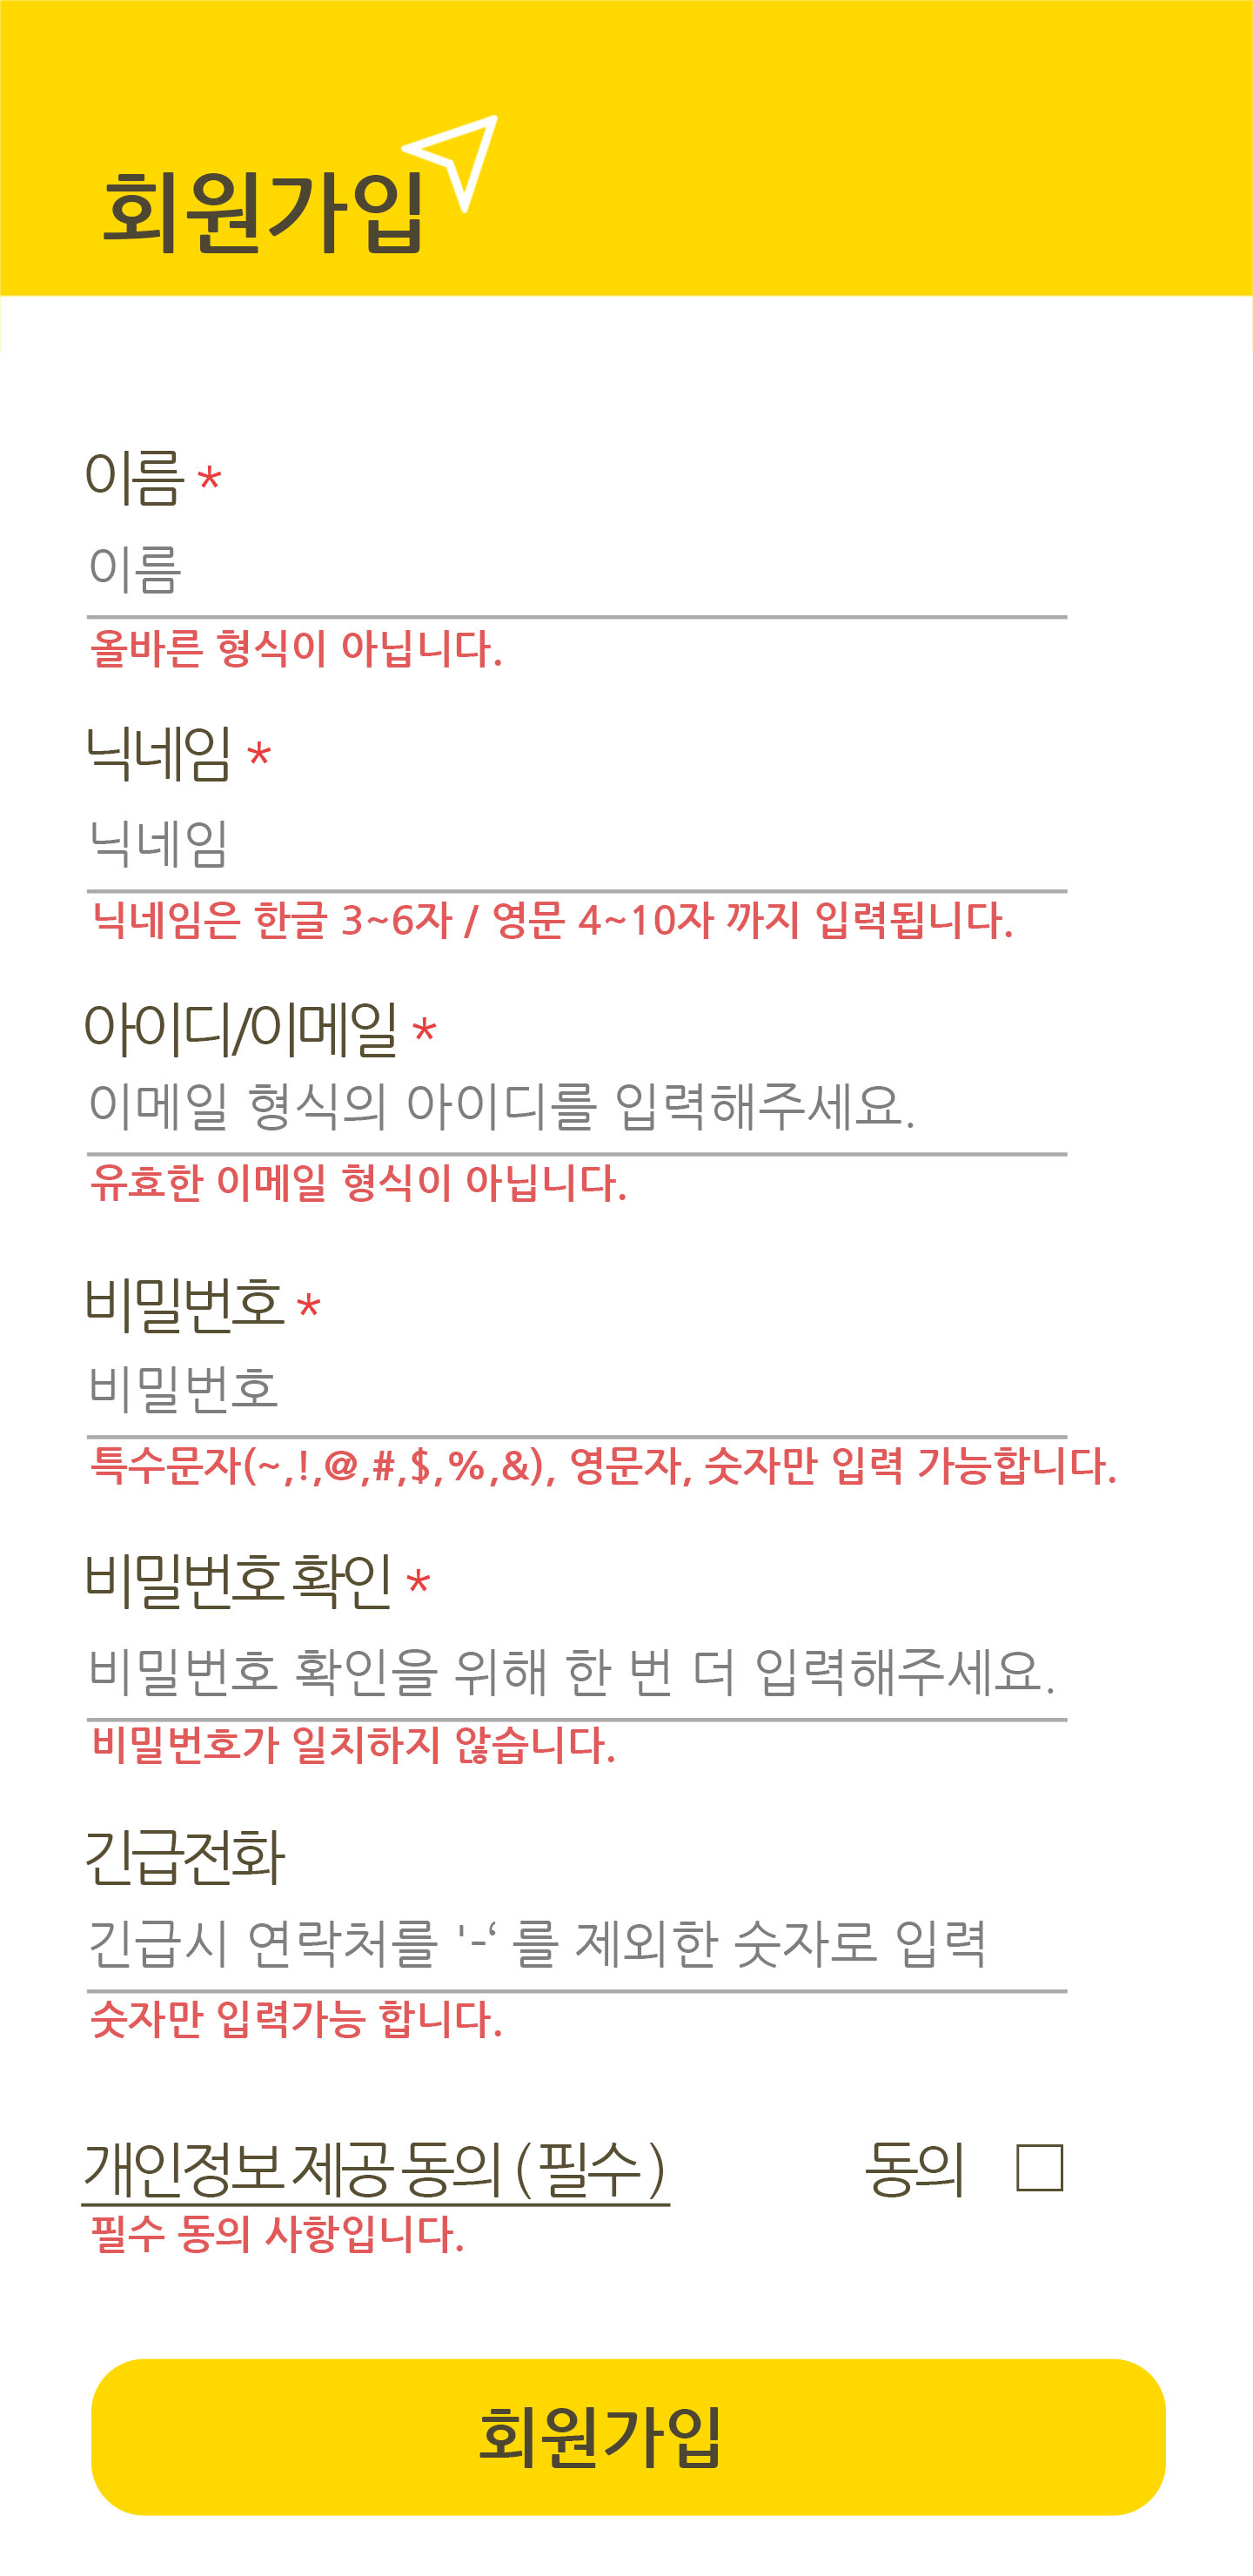 회원가입
이름 *
이름
올바른 형식이 아닙니다.
닉네임 *
닉네임
닉네임은 한글 3~6자 / 영문 4~10자 까지 입력됩니다.
아이디/이메일 *
이메일 형식의 아이디를 입력해주세요.
유효한 이메일 형식이 아닙니다.
비밀번호 *
비밀번호
특수문자(~,!,@,#,$,%,&), 영문자, 숫자만 입력 가능합니다.
비밀번호 확인 *
비밀번호 확인을 위해 한 번 더 입력해주세요.
비밀번호가 일치하지 않습니다.
긴급전화
긴급시 연락처를 '-‘ 를 제외한 숫자로 입력
숫자만 입력가능 합니다.
개인정보 제공 동의 ( 필수 ) 동의
필수 동의 사항입니다.
회원가입